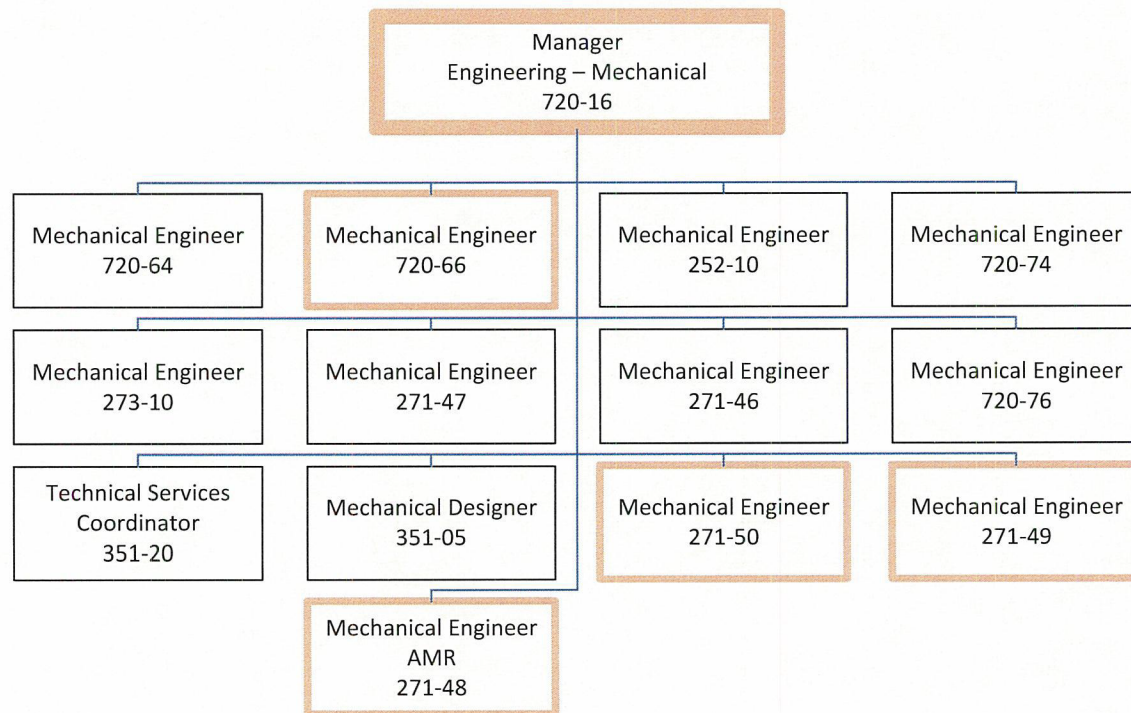 Manager
Engineering – Mechanical
720-16
Mechanical Engineer
720-64
Mechanical Engineer
720-66
Mechanical Engineer
252-10
Mechanical Engineer
720-74
Mechanical Engineer
273-10
Mechanical Engineer
271-47
Mechanical Engineer
271-46
Mechanical Engineer
720-76
Technical Services
Coordinator
351-20
Mechanical Designer
351-05
Mechanical Engineer
271-50
Mechanical Engineer
271-49
Mechanical Engineer
AMR
271-48